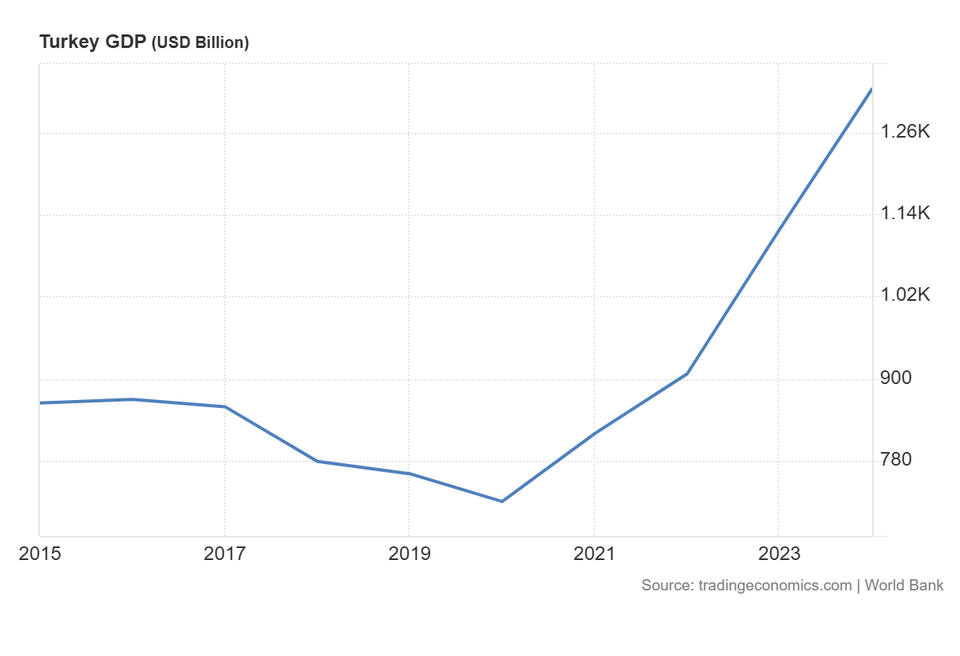 Turkey GDP (USD Billion)
1.26K
1.14K
1.02K
900
780
2015 2017 2019 2021 2023
Source: tradingeconomics.com | World Bank